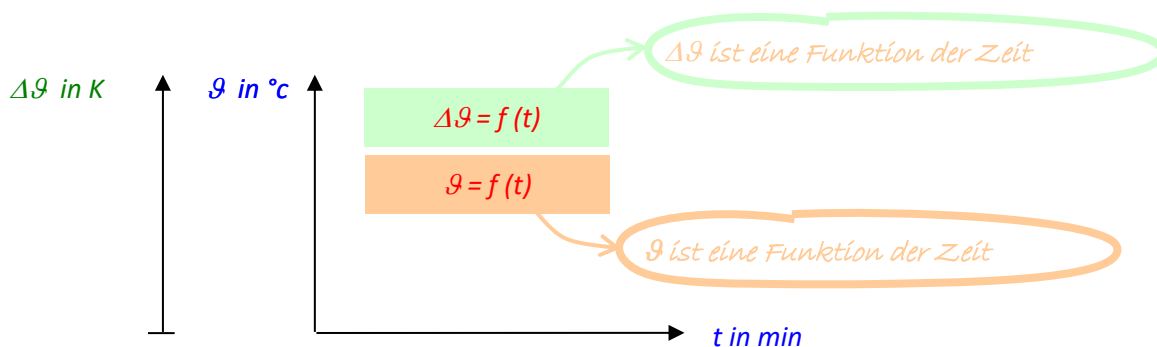 Δϑ ist eine Funktion der Zeit
Δϑ in K
ϑ in °c
Δϑ = f (t)
ϑ = f (t)
ϑ ist eine Funktion der Zeit
t in min